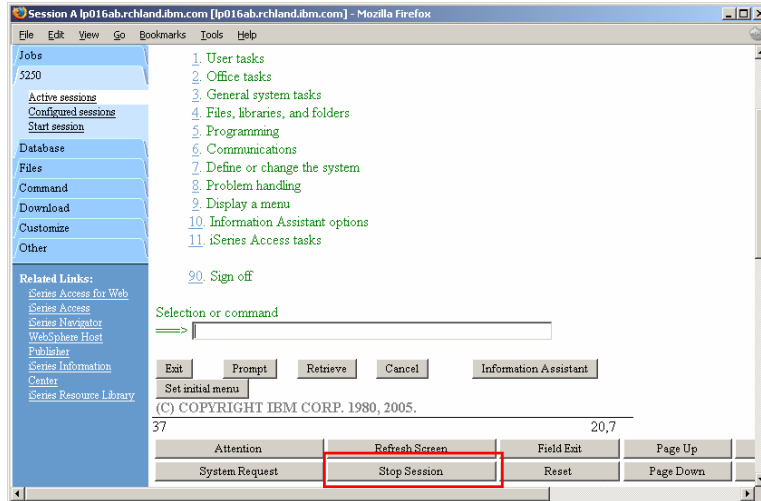 Session A lp016ab.rchland.ibm.com [lp016ab.rchland.ibm.com] - Mozilla Firefox
File Edit View Go Bookmarks Tools Help
Jobs
5250
Active sessions
Configured sessions
Start session
Database
Files
Command
Download
Customize
Other
Related Links:
iSeries Access for Web
iSeries Access
iSeries Navigator
WebSphere Host
Publisher
iSeries Information
Center
iSeries Resource Library
1. User tasks
2. Office tasks
3. General system tasks
4. Files, libraries, and folders
5. Programming
6. Communications
7. Define or change the system
8. Problem handling
9. Display a menu
10. Information Assistant options
11. iSeries Access tasks
90. Sign off
Selection or command
===>
Exit Prompt Retrieve Cancel Information Assistant
Set initial menu
(C) COPYRIGHT IBM CORP. 1980, 2005.
37 20,7
Attention Refresh Screen Field Exit Page Up
System Request Stop Session Reset Page Down